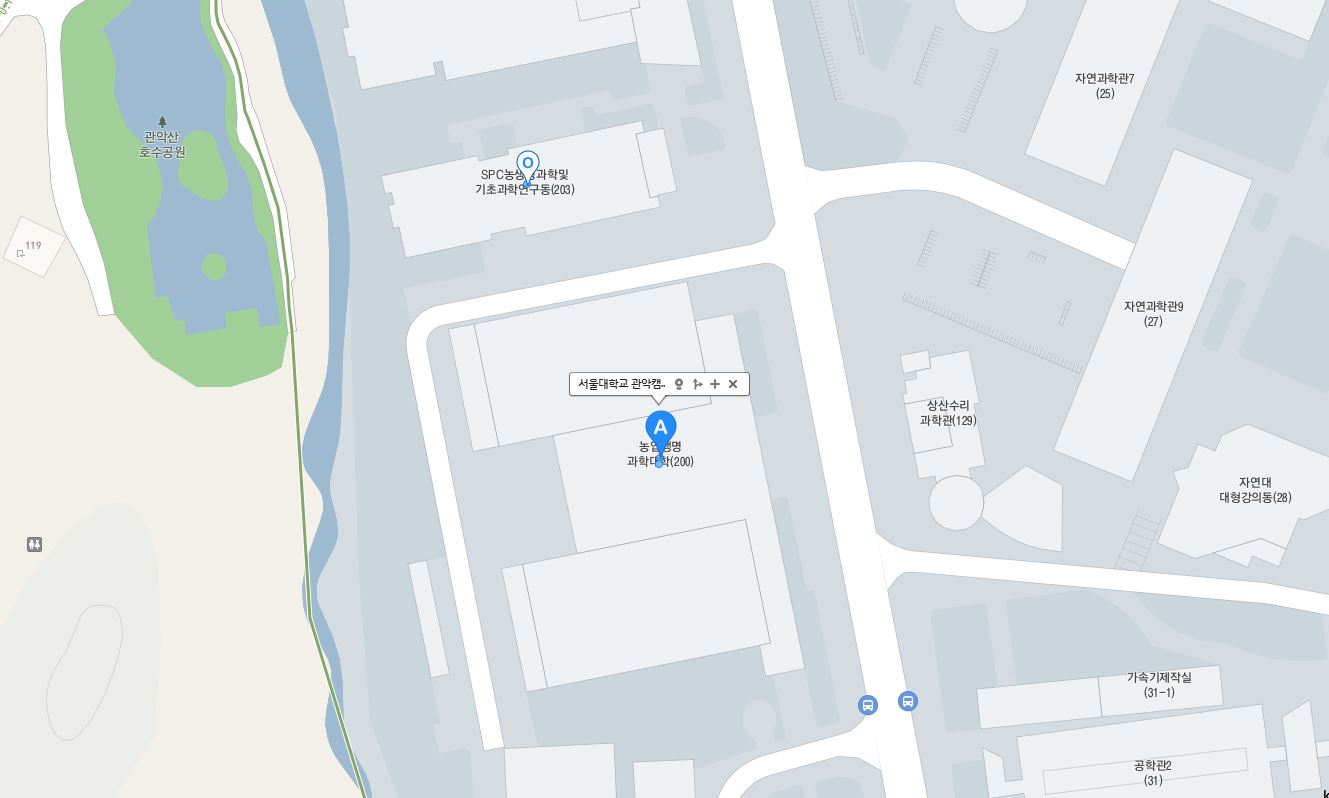 자연과학관7
(25)
관악산
호수공원
O
SPC농생명과학및
기초과학연구동(203)
119
자연과학관9
(27)
서울대학교 관악캠..
상산수리
과학관(129)
A
농업생명
과학대학(200)
자연대
대형강의동(28)
가속기제작실
(31-1)
공학관2
(31)